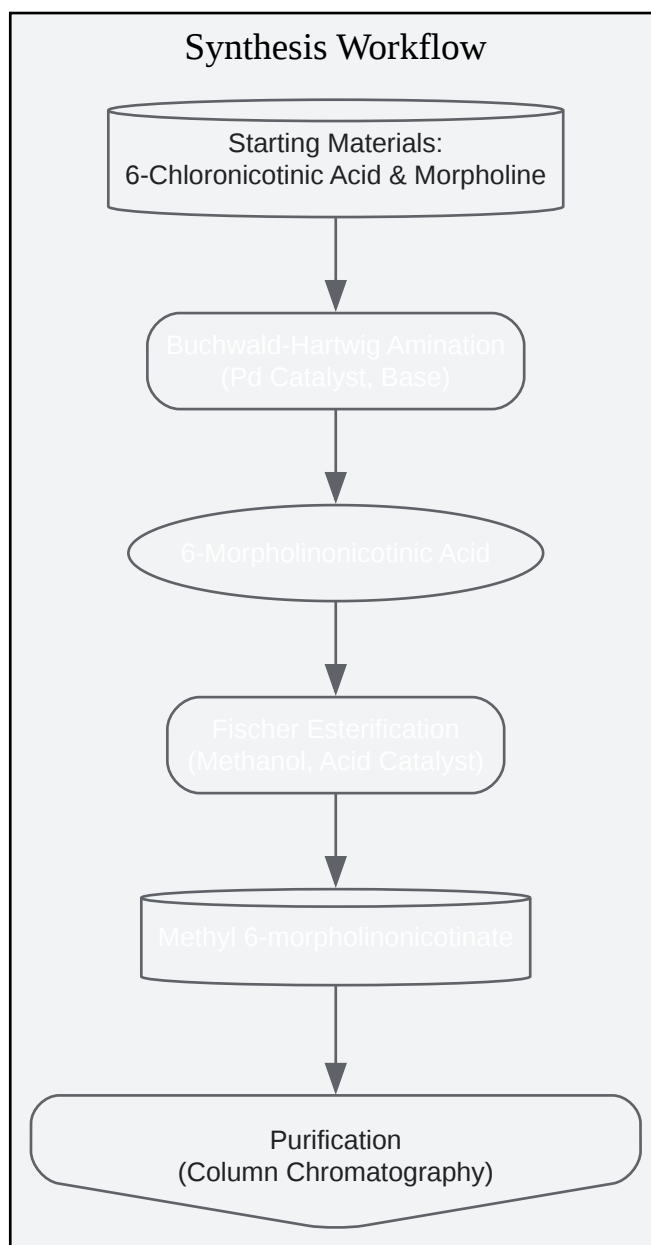 Synthesis Workflow
Starting Materials:
6-Chloronicotinic Acid & Morpholine
Buchwald-Hartwig Amination
(Pd Catalyst, Base)
6-Morpholinonicotinic Acid
Fischer Esterification
(Methanol, Acid Catalyst)
Methyl 6-morpholinonicotinate
Purification
(Column Chromatography)